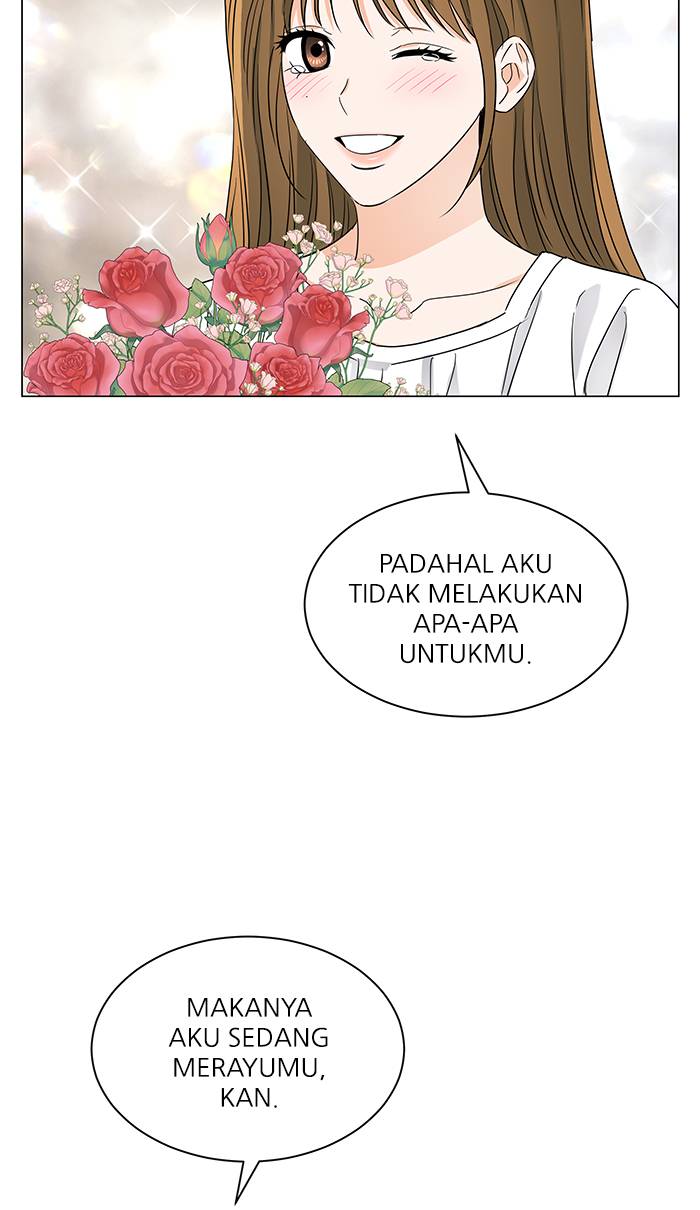 PADAHAL AKU
TIDAK MELAKUKAN
APA-APA
UNTUKMU.
MAKANYA
AKU SEDANG
MERAYUMU,
KAN.